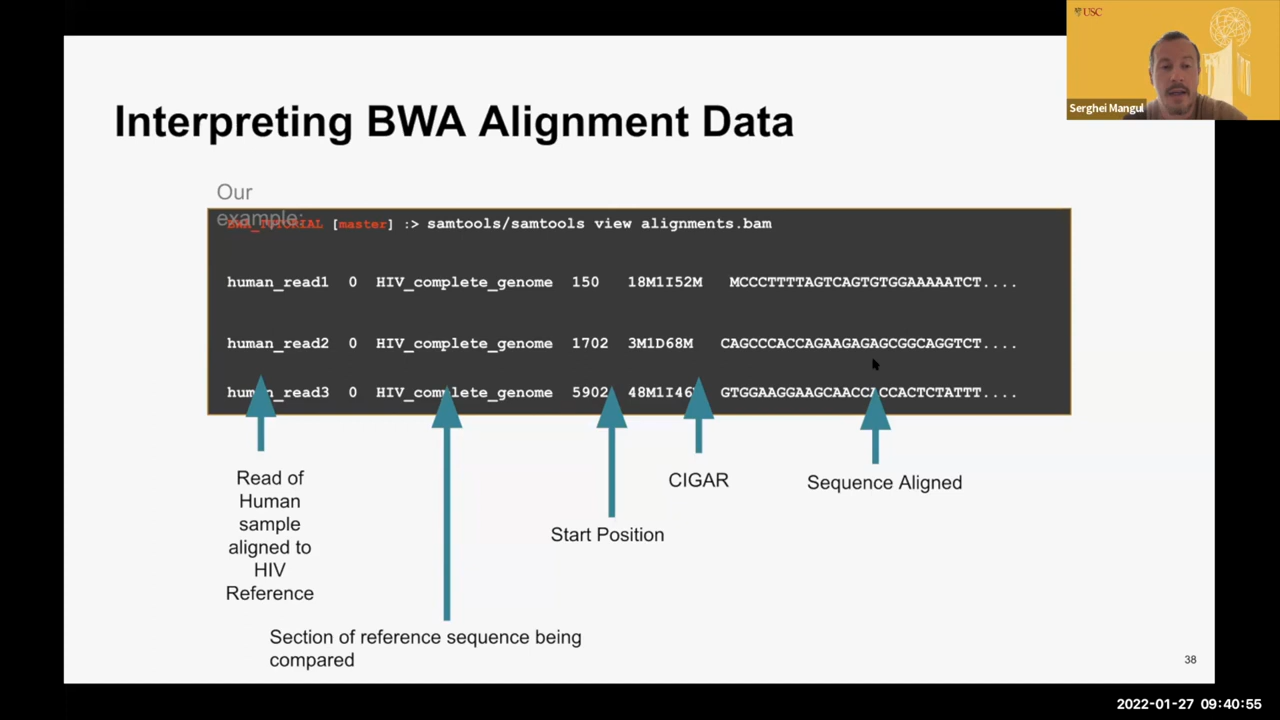 USC
Serghei Mangul
Interpreting BWA Alignment Data
Our
example:
BWA_TUTORIAL [master] :> samtools/samtools view alignments.bam
human_read1 0 HIV_complete_genome 150 18M1I52M MCCCTTTTAGTCAGTGTGGAAAAATCT....
human_read2 0 HIV_complete_genome 1702 3M1D68M CAGCCCACCAGAAGAGAGCGGCAGGTCT....
human_read3 0 HIV_complete_genome 5902
Read of
Human
sample
aligned to
HIV
Reference
Section of reference sequence being
compared
Start Position
CIGAR
Sequence Aligned
38
2022-01-27 09:40:55